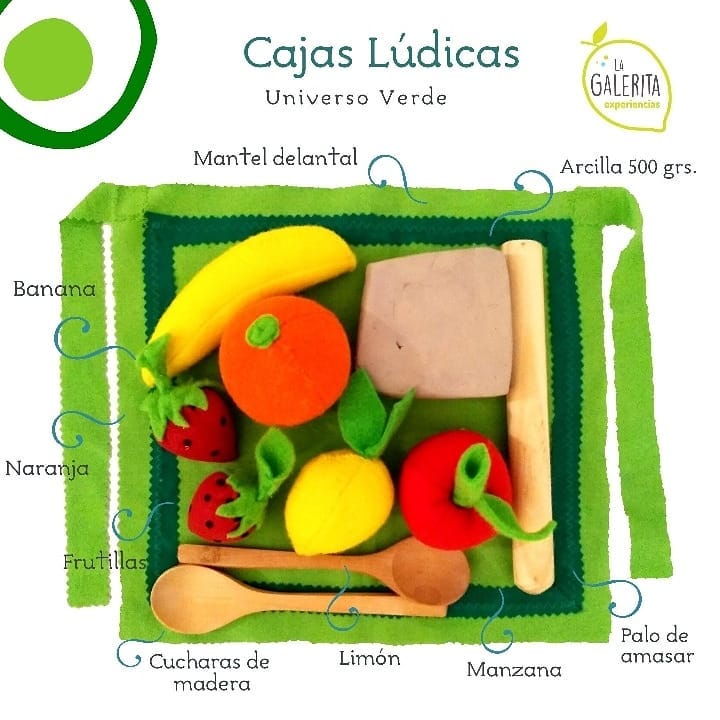 Cajas Lúdicas
Universo Verde
LA
GALERITA
experiencias
Mantel delantal
Arcilla 500 grs.
Banana
Naranja
Frutillas
Cucharas de
madera
Limón
Manzana
Palo de
amasar